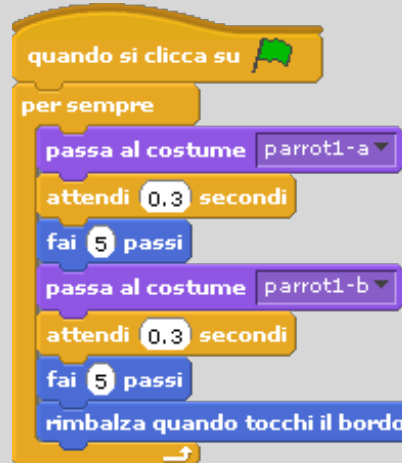 quando si clicca su
per sempre
passa al costume parrot1-a
attendi 0.3 secondi
fai 5 passi
passa al costume parrot1-b
attendi 0.3 secondi
fai 5 passi
rimbalza quando tocchi il bordo